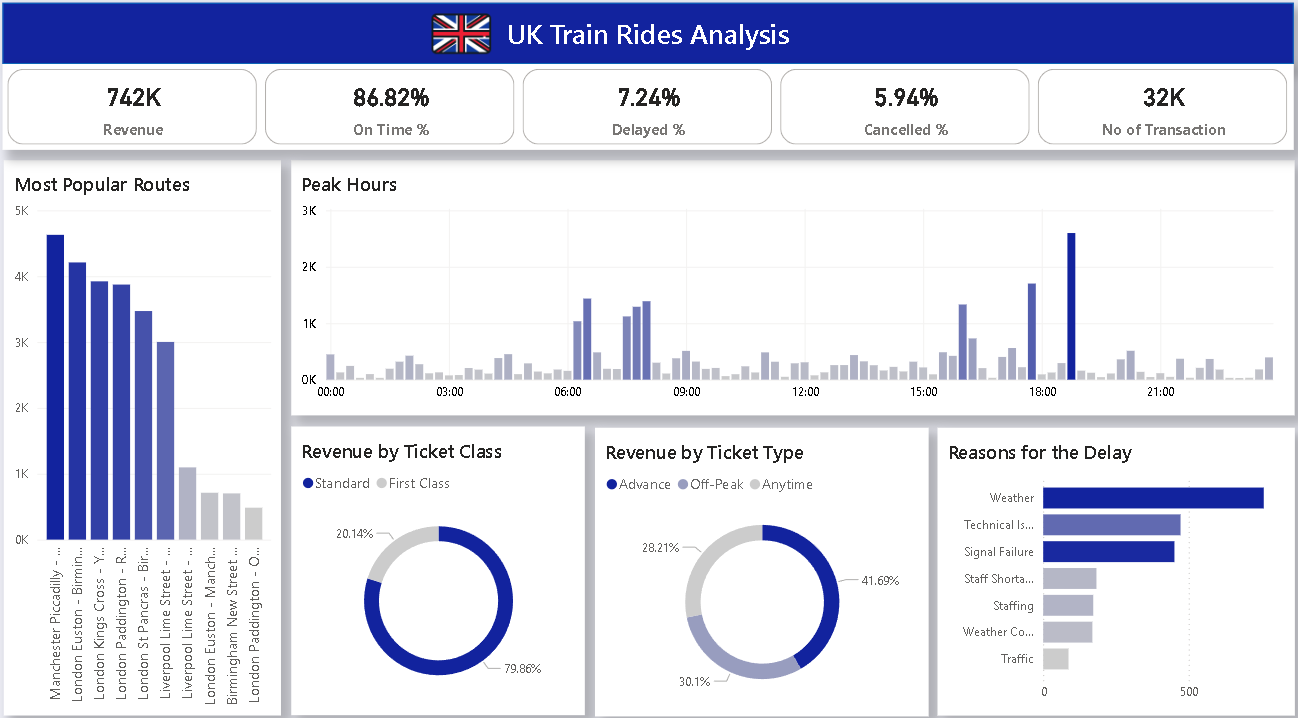 UK Train Rides Analysis
742K
Revenue
86.82%
On Time %
7.24%
Delayed %
5.94%
Cancelled %
32K
No of Transaction
Most Popular Routes
5K
4K
3K
2K
1K
0K
Manchester Piccadilly - ...
London Euston - Birmin...
London Kings Cross - Y...
London Paddington - R...
London St Pancras - Bir...
Liverpool Lime Street - ...
Liverpool Lime Street - ...
London Euston - Manch...
Birmingham New Street ...
London Paddington - O...
Peak Hours
3K
2K
1K
0K
00:00 03:00 06:00 09:00 12:00 15:00 18:00 21:00
Revenue by Ticket Class
Standard First Class
20.14%
79.86%
Revenue by Ticket Type
Advance Off-Peak Anytime
28.21%
41.69%
30.1%
Reasons for the Delay
Weather
Technical Is...
Signal Failure
Staff Shorta...
Staffing
Weather Co...
Traffic
0 500